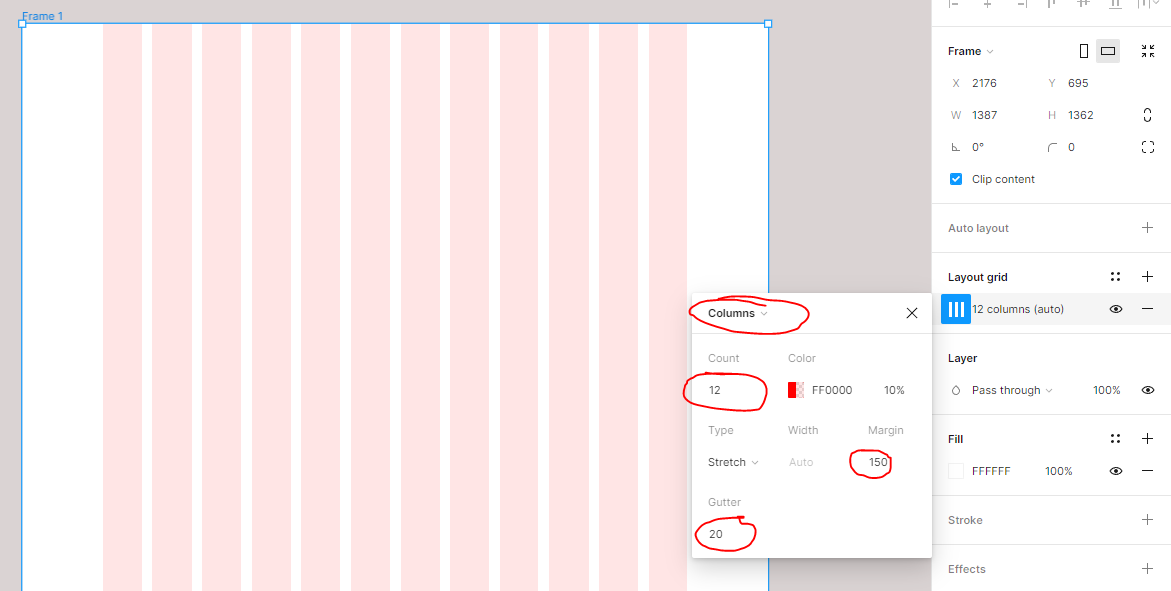 Frame 1
Frame
X 2176 Y 695
W 1387 H 1362
0° 0
Clip content
Auto layout
Layout grid
12 columns (auto)
Columns
Count Color
12 FF0000 10%
Type Width Margin
Stretch Auto 150
Gutter
20
Layer
Pass through 100%
Fill
FFFFFF 100%
Stroke
Effects